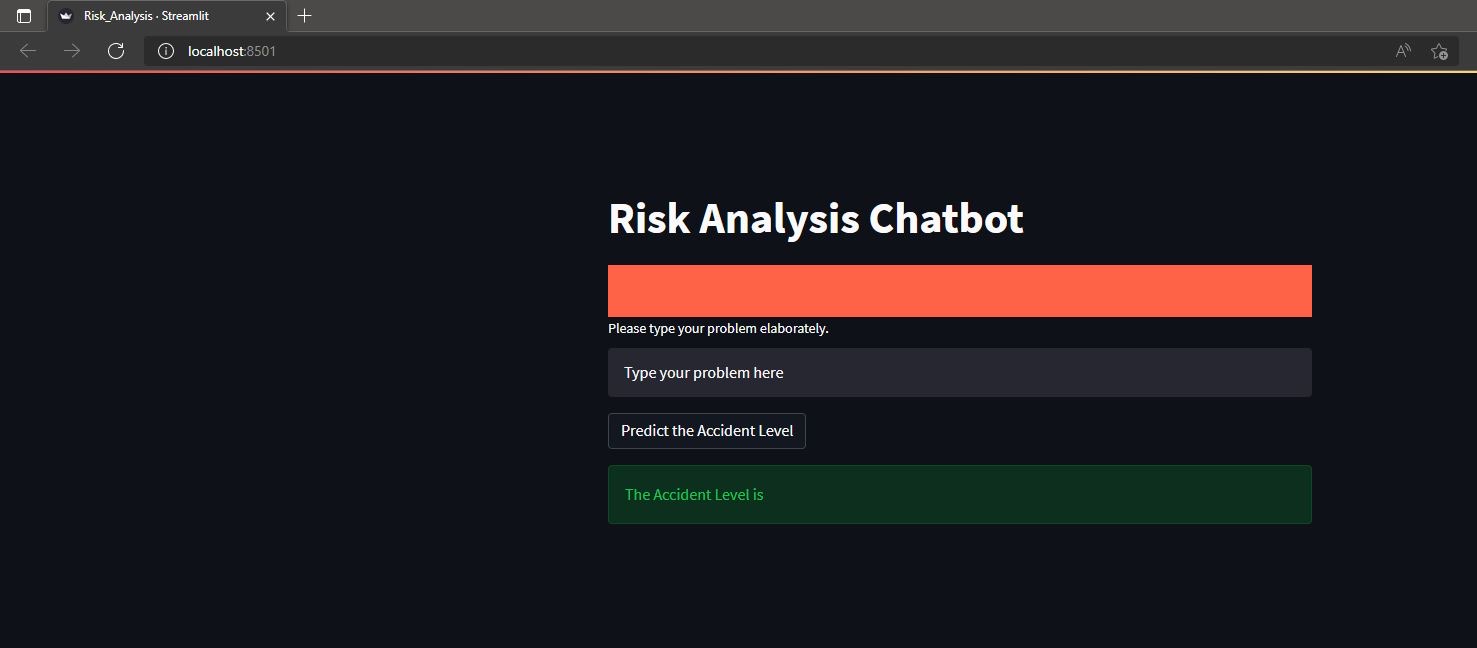 Risk_Analysis · Streamlit
localhost:8501
Risk Analysis Chatbot
Please type your problem elaborately.
Type your problem here
Predict the Accident Level
The Accident Level is